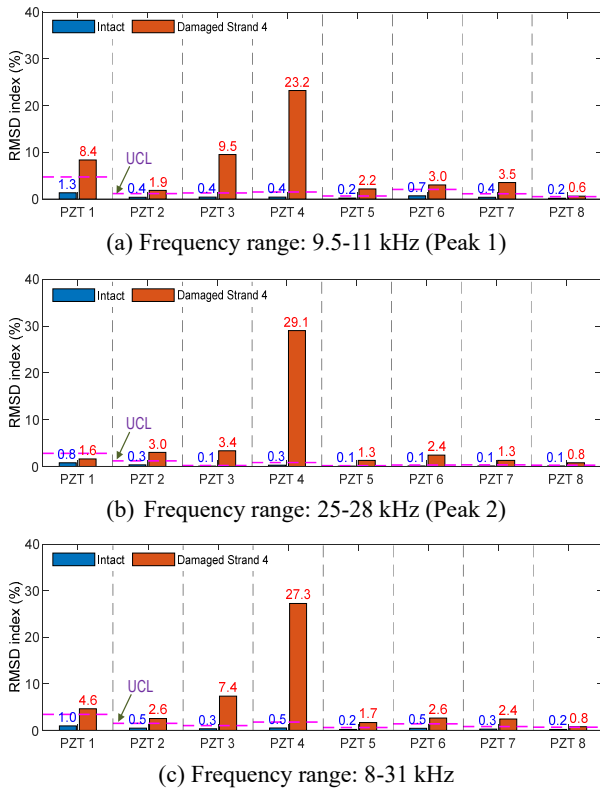 RMSD index (%)
40
30
20
10
0
Intact Damaged Strand 4
UCL
1.3 8.4 0.4 1.9 0.4 9.5 0.4 23.2 0.2 2.2 0.7 3.0 0.4 3.5 0.2 0.6
PZT 1 PZT 2 PZT 3 PZT 4 PZT 5 PZT 6 PZT 7 PZT 8
(a) Frequency range: 9.5-11 kHz (Peak 1)
RMSD index (%)
40
30
20
10
0
Intact Damaged Strand 4
UCL
0.8 1.6 0.3 3.0 0.1 3.4 0.3 29.1 0.1 1.3 0.1 2.4 0.1 1.3 0.1 0.8
PZT 1 PZT 2 PZT 3 PZT 4 PZT 5 PZT 6 PZT 7 PZT 8
(b) Frequency range: 25-28 kHz (Peak 2)
RMSD index (%)
40
30
20
10
0
Intact Damaged Strand 4
UCL
1.0 4.6 0.5 2.6 0.3 7.4 0.5 27.3 0.2 1.7 0.5 2.6 0.3 2.4 0.2 0.8
PZT 1 PZT 2 PZT 3 PZT 4 PZT 5 PZT 6 PZT 7 PZT 8
(c) Frequency range: 8-31 kHz